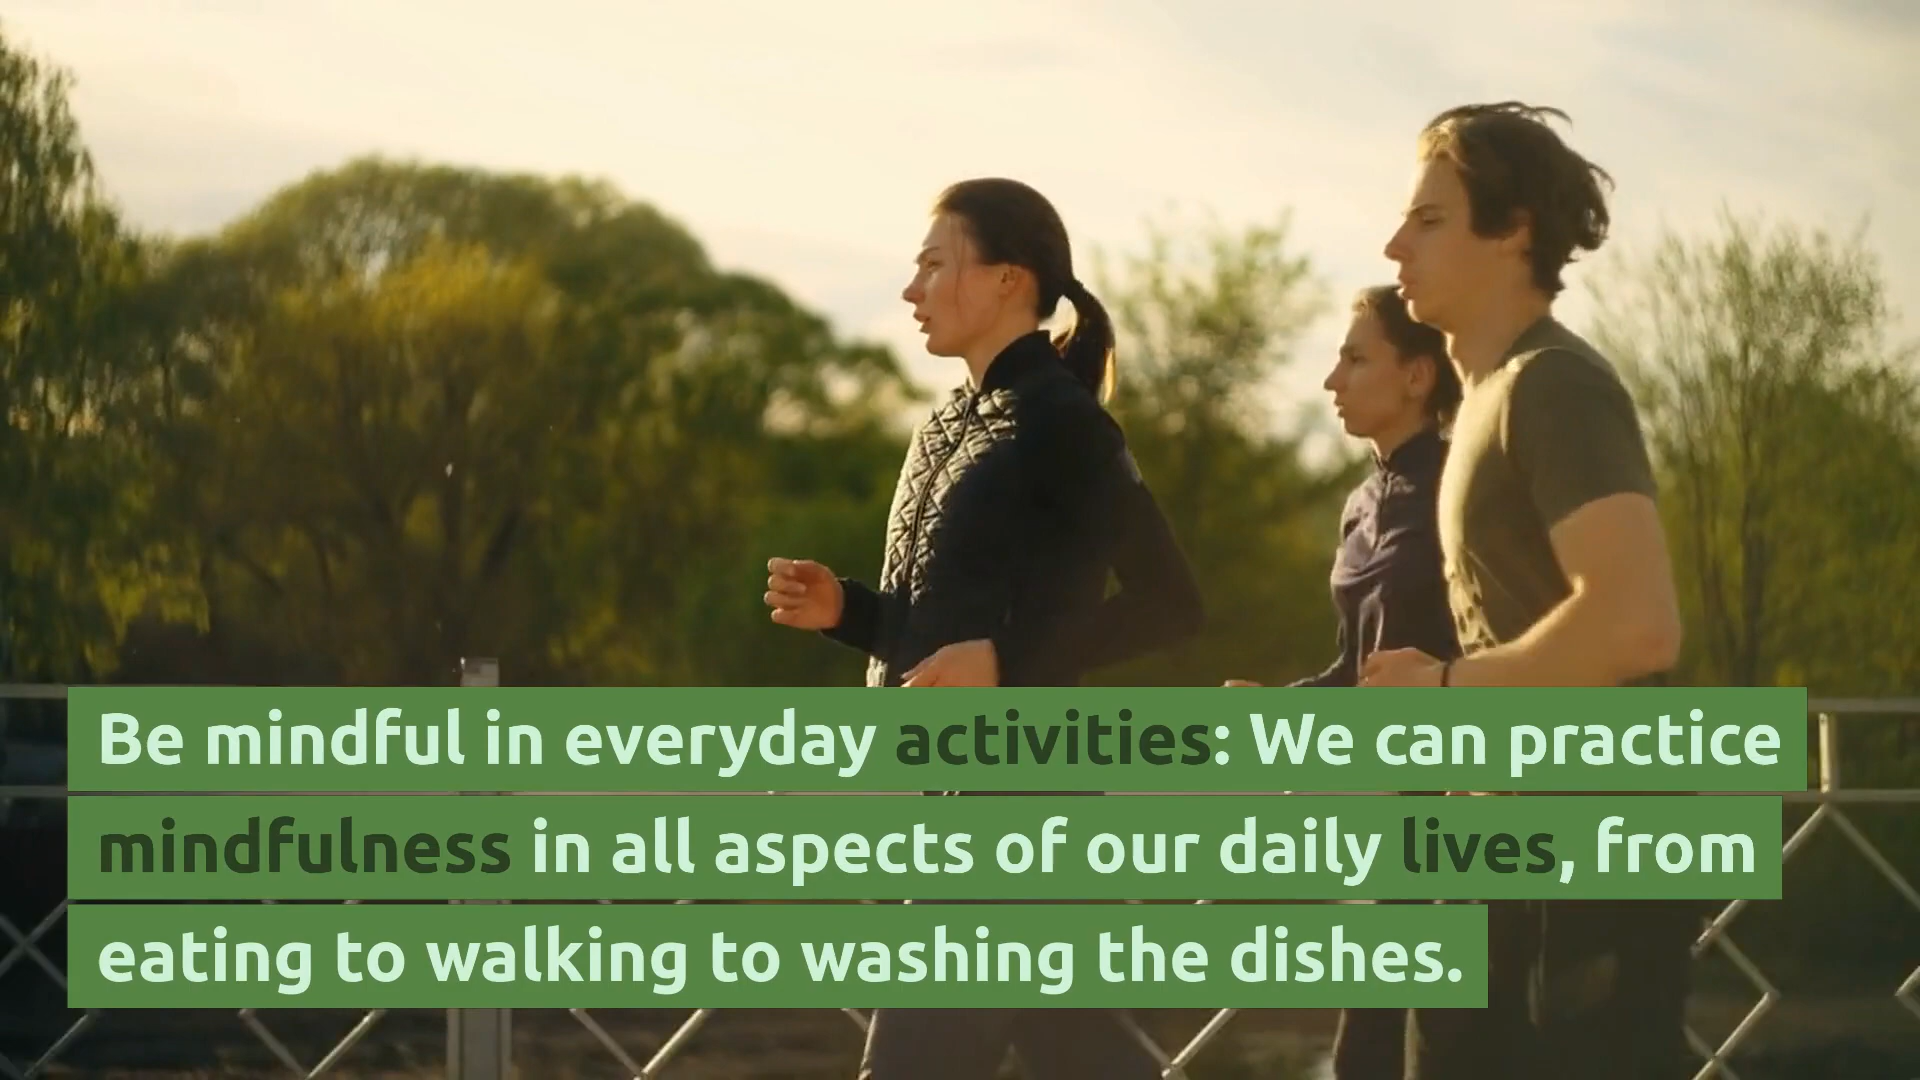 Be mindful in everyday activities: We can practice
mindfulness in all aspects of our daily lives, from
eating to walking to washing the dishes.